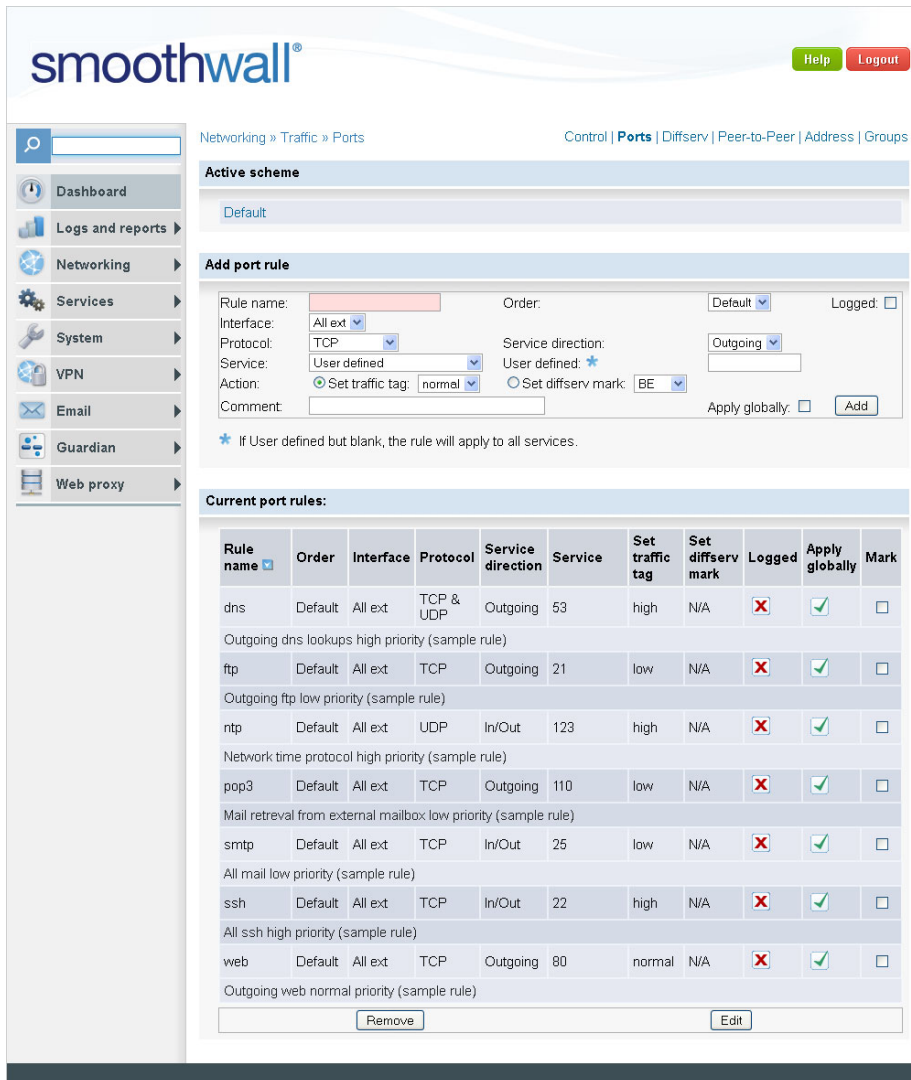 smoothwall®
Help Logout
Networking » Traffic » Ports
Control | Ports | Diffserv | Peer-to-Peer | Address | Groups
Dashboard
Logs and reports
Networking
Services
System
VPN
Email
Guardian
Web proxy
Active scheme
Default
Add port rule
Rule name: Order: Default Logged:
Interface: All ext
Protocol: TCP Service direction: Outgoing
Service: User defined User defined: *
Action: Set traffic tag: normal Set diffserv mark: BE
Comment: Apply globally: Add
* If User defined but blank, the rule will apply to all services.
Current port rules:
Rule name Order Interface Protocol Service direction Service Set traffic tag Set diffserv mark Logged Apply globally Mark
dns Default All ext TCP & UDP Outgoing 53 high N/A
Outgoing dns lookups high priority (sample rule)
ftp Default All ext TCP Outgoing 21 low N/A
Outgoing ftp low priority (sample rule)
ntp Default All ext UDP In/Out 123 high N/A
Network time protocol high priority (sample rule)
pop3 Default All ext TCP Outgoing 110 low N/A
Mail retreval from external mailbox low priority (sample rule)
smtp Default All ext TCP In/Out 25 low N/A
All mail low priority (sample rule)
ssh Default All ext TCP In/Out 22 high N/A
All ssh high priority (sample rule)
web Default All ext TCP Outgoing 80 normal N/A
Outgoing web normal priority (sample rule)
Remove Edit